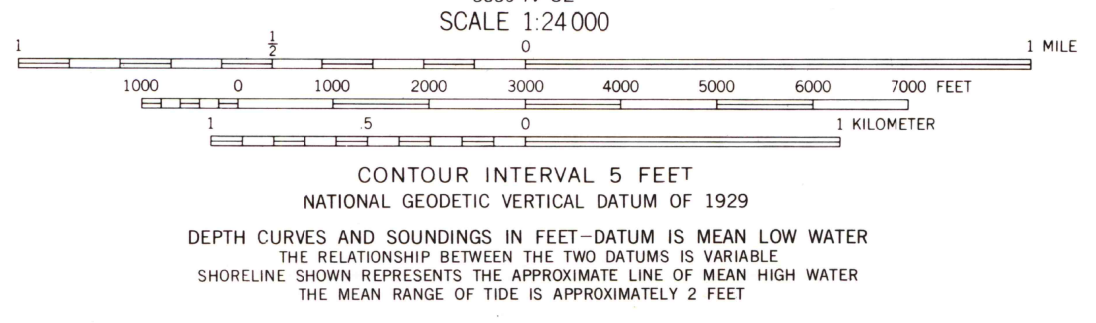 SCALE 1:24 000
1 ½ 0 1 MILE
1000 0 1000 2000 3000 4000 5000 6000 7000 FEET
1 .5 0 1 KILOMETER
CONTOUR INTERVAL 5 FEET
NATIONAL GEODETIC VERTICAL DATUM OF 1929
DEPTH CURVES AND SOUNDINGS IN FEET—DATUM IS MEAN LOW WATER
THE RELATIONSHIP BETWEEN THE TWO DATUMS IS VARIABLE
SHORELINE SHOWN REPRESENTS THE APPROXIMATE LINE OF MEAN HIGH WATER
THE MEAN RANGE OF TIDE IS APPROXIMATELY 2 FEET